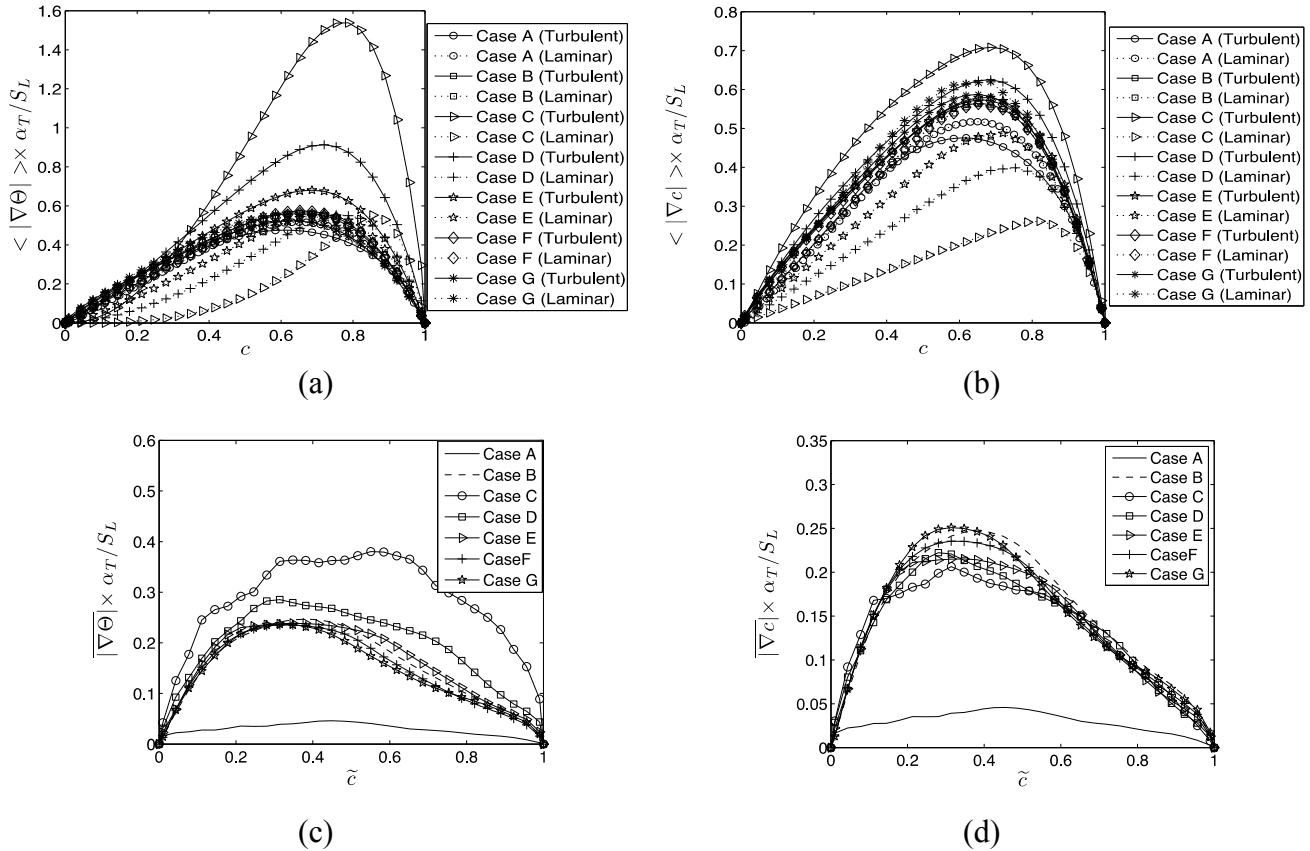 1.6
1.4
1.2
1.0
0.8
0.6
0.4
0.2
0
0 0.2 0.4 0.6 0.8 1
< |∇Θ| > × α_T/S_L
c
Case A (Turbulent)
Case A (Laminar)
Case B (Turbulent)
Case B (Laminar)
Case C (Turbulent)
Case C (Laminar)
Case D (Turbulent)
Case D (Laminar)
Case E (Turbulent)
Case E (Laminar)
Case F (Turbulent)
Case F (Laminar)
Case G (Turbulent)
Case G (Laminar)
(a)
0.8
0.7
0.6
0.5
0.4
0.3
0.2
0.1
0
0 0.2 0.4 0.6 0.8 1
< |∇c| > × α_T/S_L
c
Case A (Turbulent)
Case A (Laminar)
Case B (Turbulent)
Case B (Laminar)
Case C (Turbulent)
Case C (Laminar)
Case D (Turbulent)
Case D (Laminar)
Case E (Turbulent)
Case E (Laminar)
Case F (Turbulent)
Case F (Laminar)
Case G (Turbulent)
Case G (Laminar)
(b)
0.6
0.5
0.4
0.3
0.2
0.1
0
0 0.2 0.4 0.6 0.8 1
|∇Θ| × α_T/S_L
c̃
Case A
Case B
Case C
Case D
Case E
CaseF
Case G
(c)
0.35
0.3
0.25
0.2
0.15
0.1
0.05
0
0 0.2 0.4 0.6 0.8 1
|∇c| × α_T/S_L
c̃
Case A
Case B
Case C
Case D
Case E
CaseF
Case G
(d)